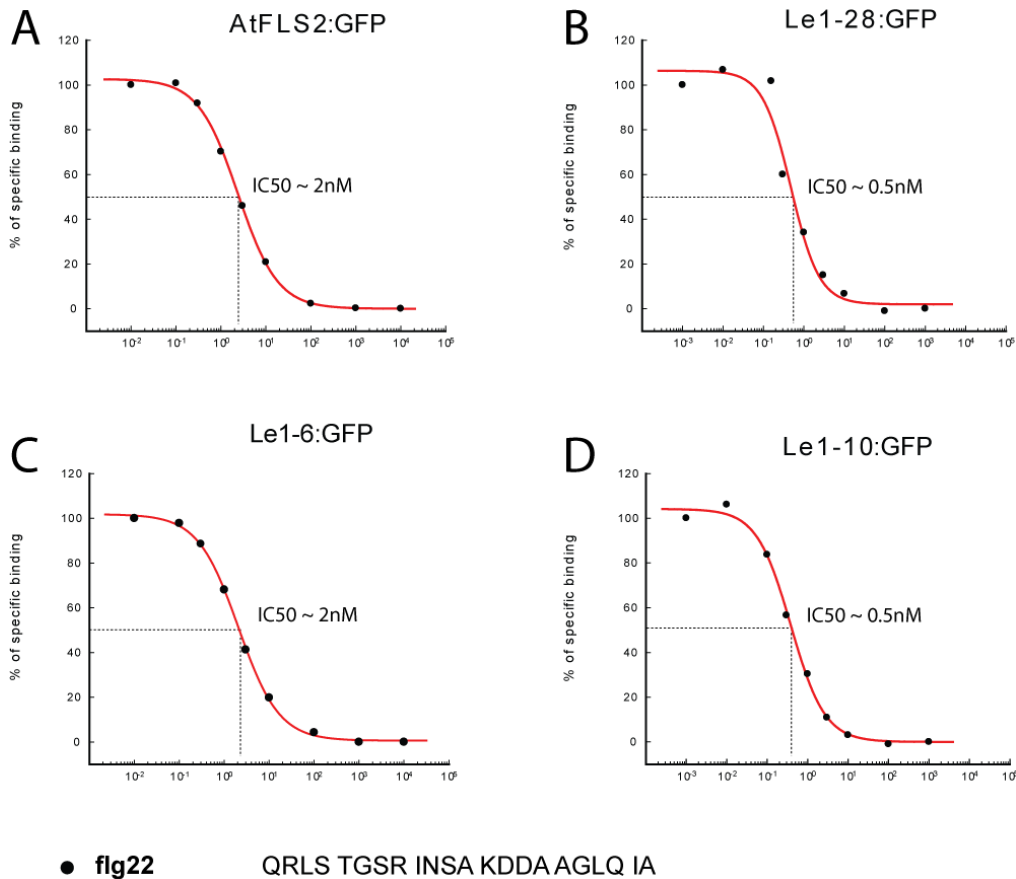 A
AtFLS2:GFP
% of specific binding
120
100
80
60
40
20
0
IC50 ~ 2nM
10⁻² 10⁻¹ 10⁰ 10¹ 10² 10³ 10⁴ 10⁵
B
Le1-28:GFP
% of specific binding
120
100
80
60
40
20
0
IC50 ~ 0.5nM
10⁻³ 10⁻² 10⁻¹ 10⁰ 10¹ 10² 10³ 10⁴ 10⁵
C
Le1-6:GFP
% of specific binding
120
100
80
60
40
20
0
IC50 ~ 2nM
10⁻² 10⁻¹ 10⁰ 10¹ 10² 10³ 10⁴ 10⁵
D
Le1-10:GFP
% of specific binding
120
100
80
60
40
20
0
IC50 ~ 0.5nM
10⁻³ 10⁻² 10⁻¹ 10⁰ 10¹ 10² 10³ 10⁴ 10⁵
flg22 QRLS TGSR INSA KDDA AGLQ IA